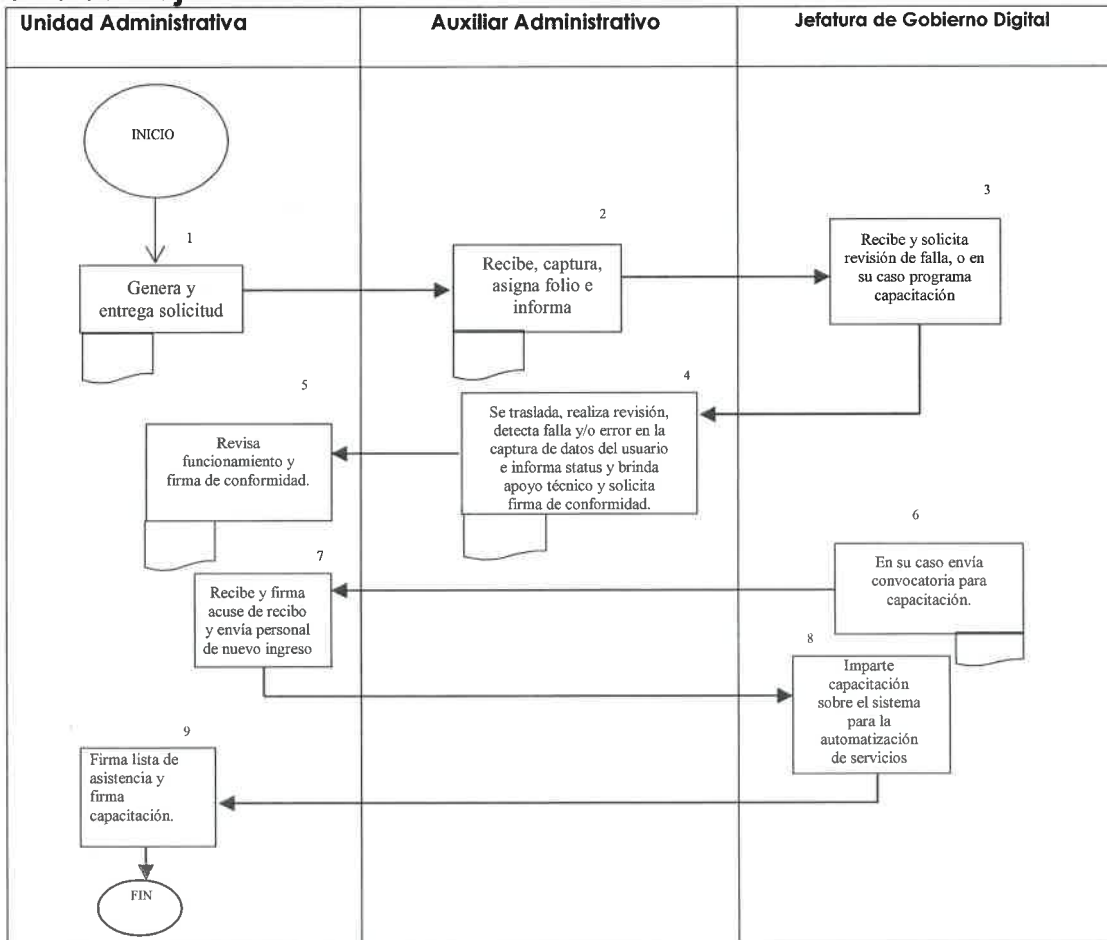 Unidad Administrativa
Auxiliar Administrativo
Jefatura de Gobierno Digital
INICIO
1
Genera y
entrega solicitud
2
Recibe, captura,
asigna folio e
informa
3
Recibe y solicita
revisión de falla, o en
su caso programa
capacitación
4
Se traslada, realiza revisión,
detecta falla y/o error en la
captura de datos del usuario
e informa status y brinda
apoyo técnico y solicita
firma de conformidad.
5
Revisa
funcionamiento y
firma de conformidad.
6
En su caso envía
convocatoria para
capacitación.
7
Recibe y firma
acuse de recibo
y envía personal
de nuevo ingreso
8
Imparte
capacitación
sobre el sistema
para la
automatización
de servicios
9
Firma lista de
asistencia y
firma
capacitación.
FIN